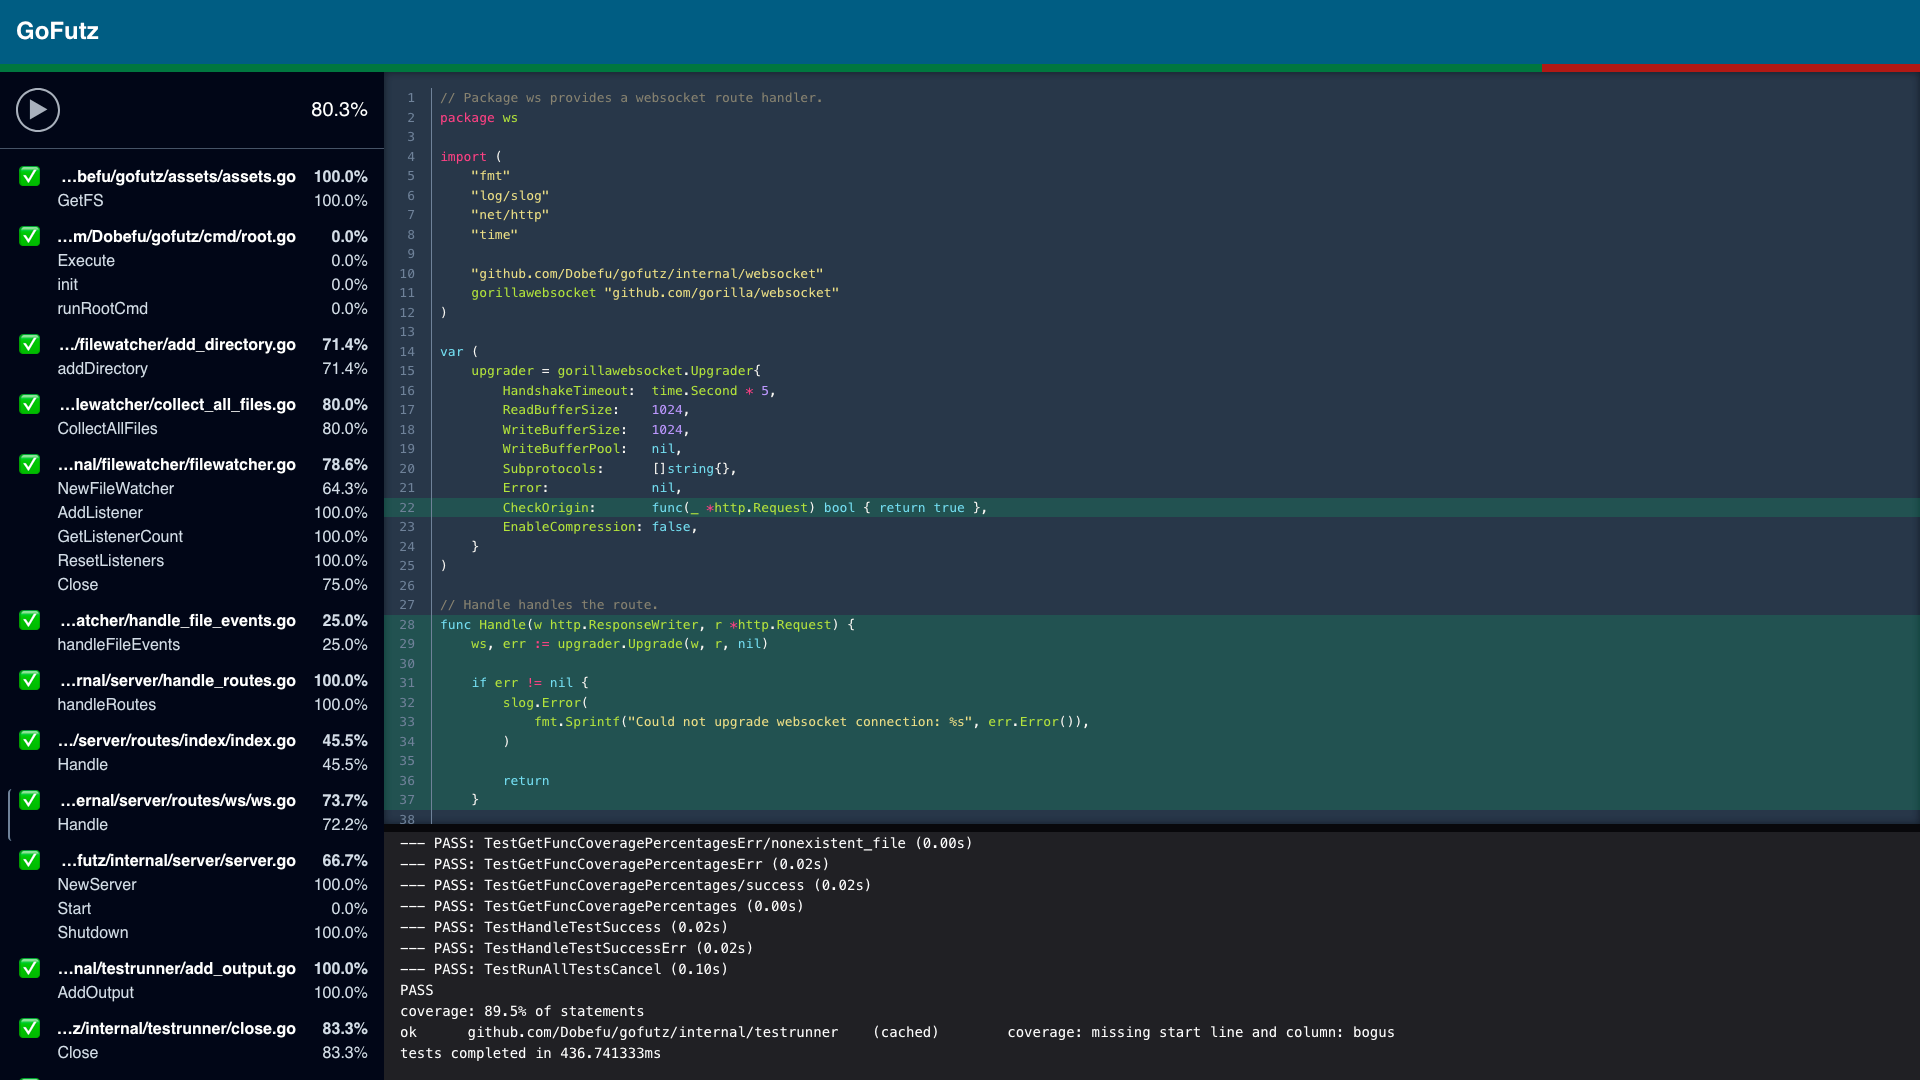 GoFutz
80.3%
…befu/gofutz/assets/assets.go 100.0%
GetFS 100.0%
…m/Dobefu/gofutz/cmd/root.go 0.0%
Execute 0.0%
init 0.0%
runRootCmd 0.0%
…/filewatcher/add_directory.go 71.4%
addDirectory 71.4%
…lewatcher/collect_all_files.go 80.0%
CollectAllFiles 80.0%
…nal/filewatcher/filewatcher.go 78.6%
NewFileWatcher 64.3%
AddListener 100.0%
GetListenerCount 100.0%
ResetListeners 100.0%
Close 75.0%
…atcher/handle_file_events.go 25.0%
handleFileEvents 25.0%
…rnal/server/handle_routes.go 100.0%
handleRoutes 100.0%
…/server/routes/index/index.go 45.5%
Handle 45.5%
…ernal/server/routes/ws/ws.go 73.7%
Handle 72.2%
…futz/internal/server/server.go 66.7%
NewServer 100.0%
Start 0.0%
Shutdown 100.0%
…nal/testrunner/add_output.go 100.0%
AddOutput 100.0%
…z/internal/testrunner/close.go 83.3%
Close 83.3%
1 // Package ws provides a websocket route handler.
2 package ws
3
4 import (
5 "fmt"
6 "log/slog"
7 "net/http"
8 "time"
9
10 "github.com/Dobefu/gofutz/internal/websocket"
11 gorillawebsocket "github.com/gorilla/websocket"
12 )
13
14 var (
15 upgrader = gorillawebsocket.Upgrader{
16 HandshakeTimeout: time.Second * 5,
17 ReadBufferSize: 1024,
18 WriteBufferSize: 1024,
19 WriteBufferPool: nil,
20 Subprotocols: []string{},
21 Error: nil,
22 CheckOrigin: func(_ *http.Request) bool { return true },
23 EnableCompression: false,
24 }
25 )
26
27 // Handle handles the route.
28 func Handle(w http.ResponseWriter, r *http.Request) {
29 ws, err := upgrader.Upgrade(w, r, nil)
30
31 if err != nil {
32 slog.Error(
33 fmt.Sprintf("Could not upgrade websocket connection: %s", err.Error()),
34 )
35
36 return
37 }
38
--- PASS: TestGetFuncCoveragePercentagesErr/nonexistent_file (0.00s)
--- PASS: TestGetFuncCoveragePercentagesErr (0.02s)
--- PASS: TestGetFuncCoveragePercentages/success (0.02s)
--- PASS: TestGetFuncCoveragePercentages (0.00s)
--- PASS: TestHandleTestSuccess (0.02s)
--- PASS: TestHandleTestSuccessErr (0.02s)
--- PASS: TestRunAllTestsCancel (0.10s)
PASS
coverage: 89.5% of statements
ok github.com/Dobefu/gofutz/internal/testrunner (cached) coverage: missing start line and column: bogus
tests completed in 436.741333ms